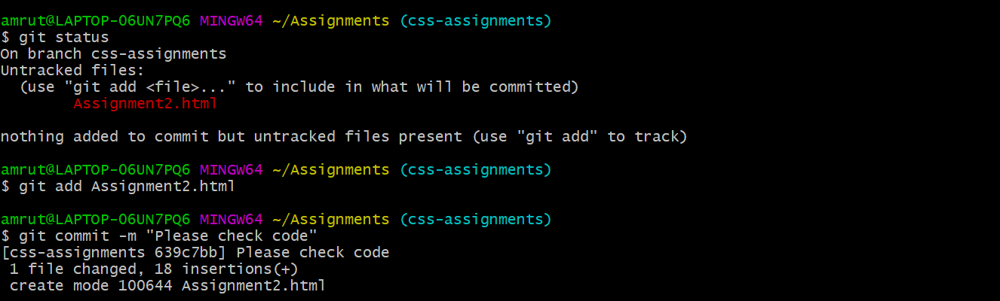 amrut@LAPTOP-06UN7PQ6 MINGW64 ~/Assignments (css-assignments)
$ git status
On branch css-assignments
Untracked files:
  (use "git add <file>..." to include in what will be committed)
        Assignment2.html
nothing added to commit but untracked files present (use "git add" to track)
amrut@LAPTOP-06UN7PQ6 MINGW64 ~/Assignments (css-assignments)
$ git add Assignment2.html
amrut@LAPTOP-06UN7PQ6 MINGW64 ~/Assignments (css-assignments)
$ git commit -m "Please check code"
[css-assignments 639c7bb] Please check code
 1 file changed, 18 insertions(+)
 create mode 100644 Assignment2.html